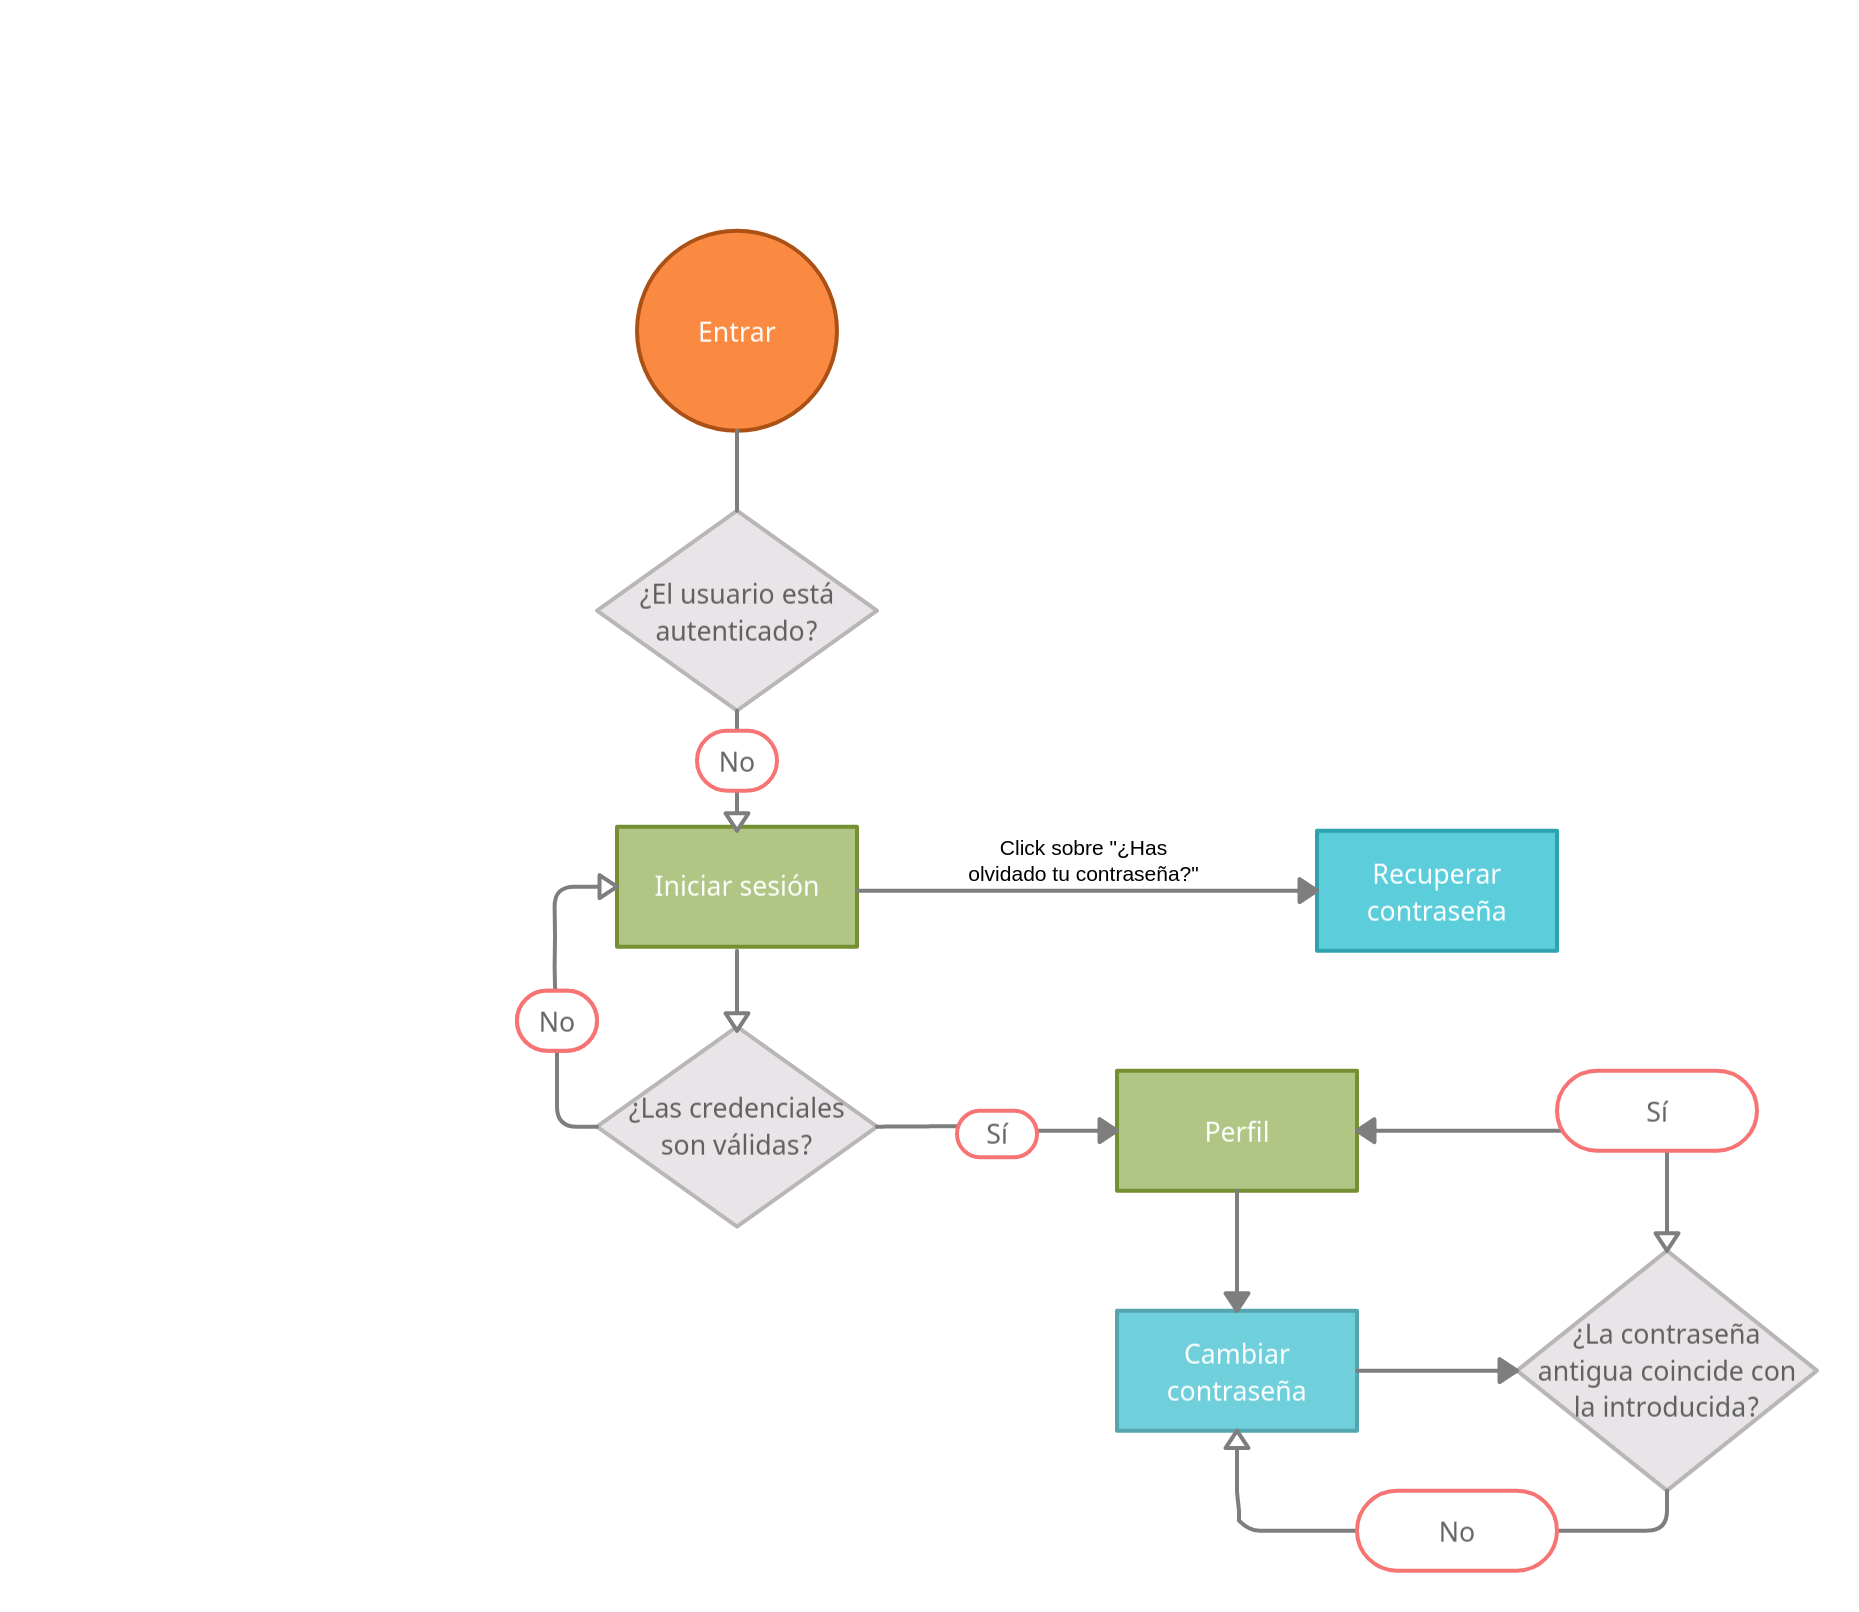 Entrar
¿El usuario está
autenticado?
No
Iniciar sesión
Click sobre "¿Has
olvidado tu contraseña?"
Recuperar
contraseña
No
¿Las credenciales
son válidas?
Sí
Perfil
Sí
Cambiar
contraseña
¿La contraseña
antigua coincide con
la introducida?
No